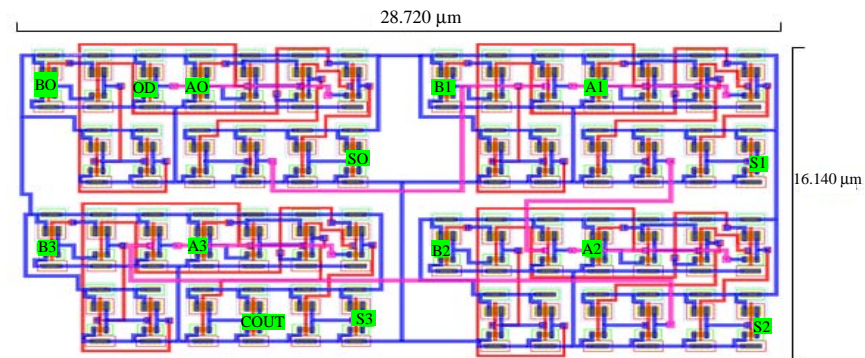 28.720 µm
BO OD AO B1 A1
SO S1
16.140 µm
B3 A3 B2 A2
COUT S3 S2